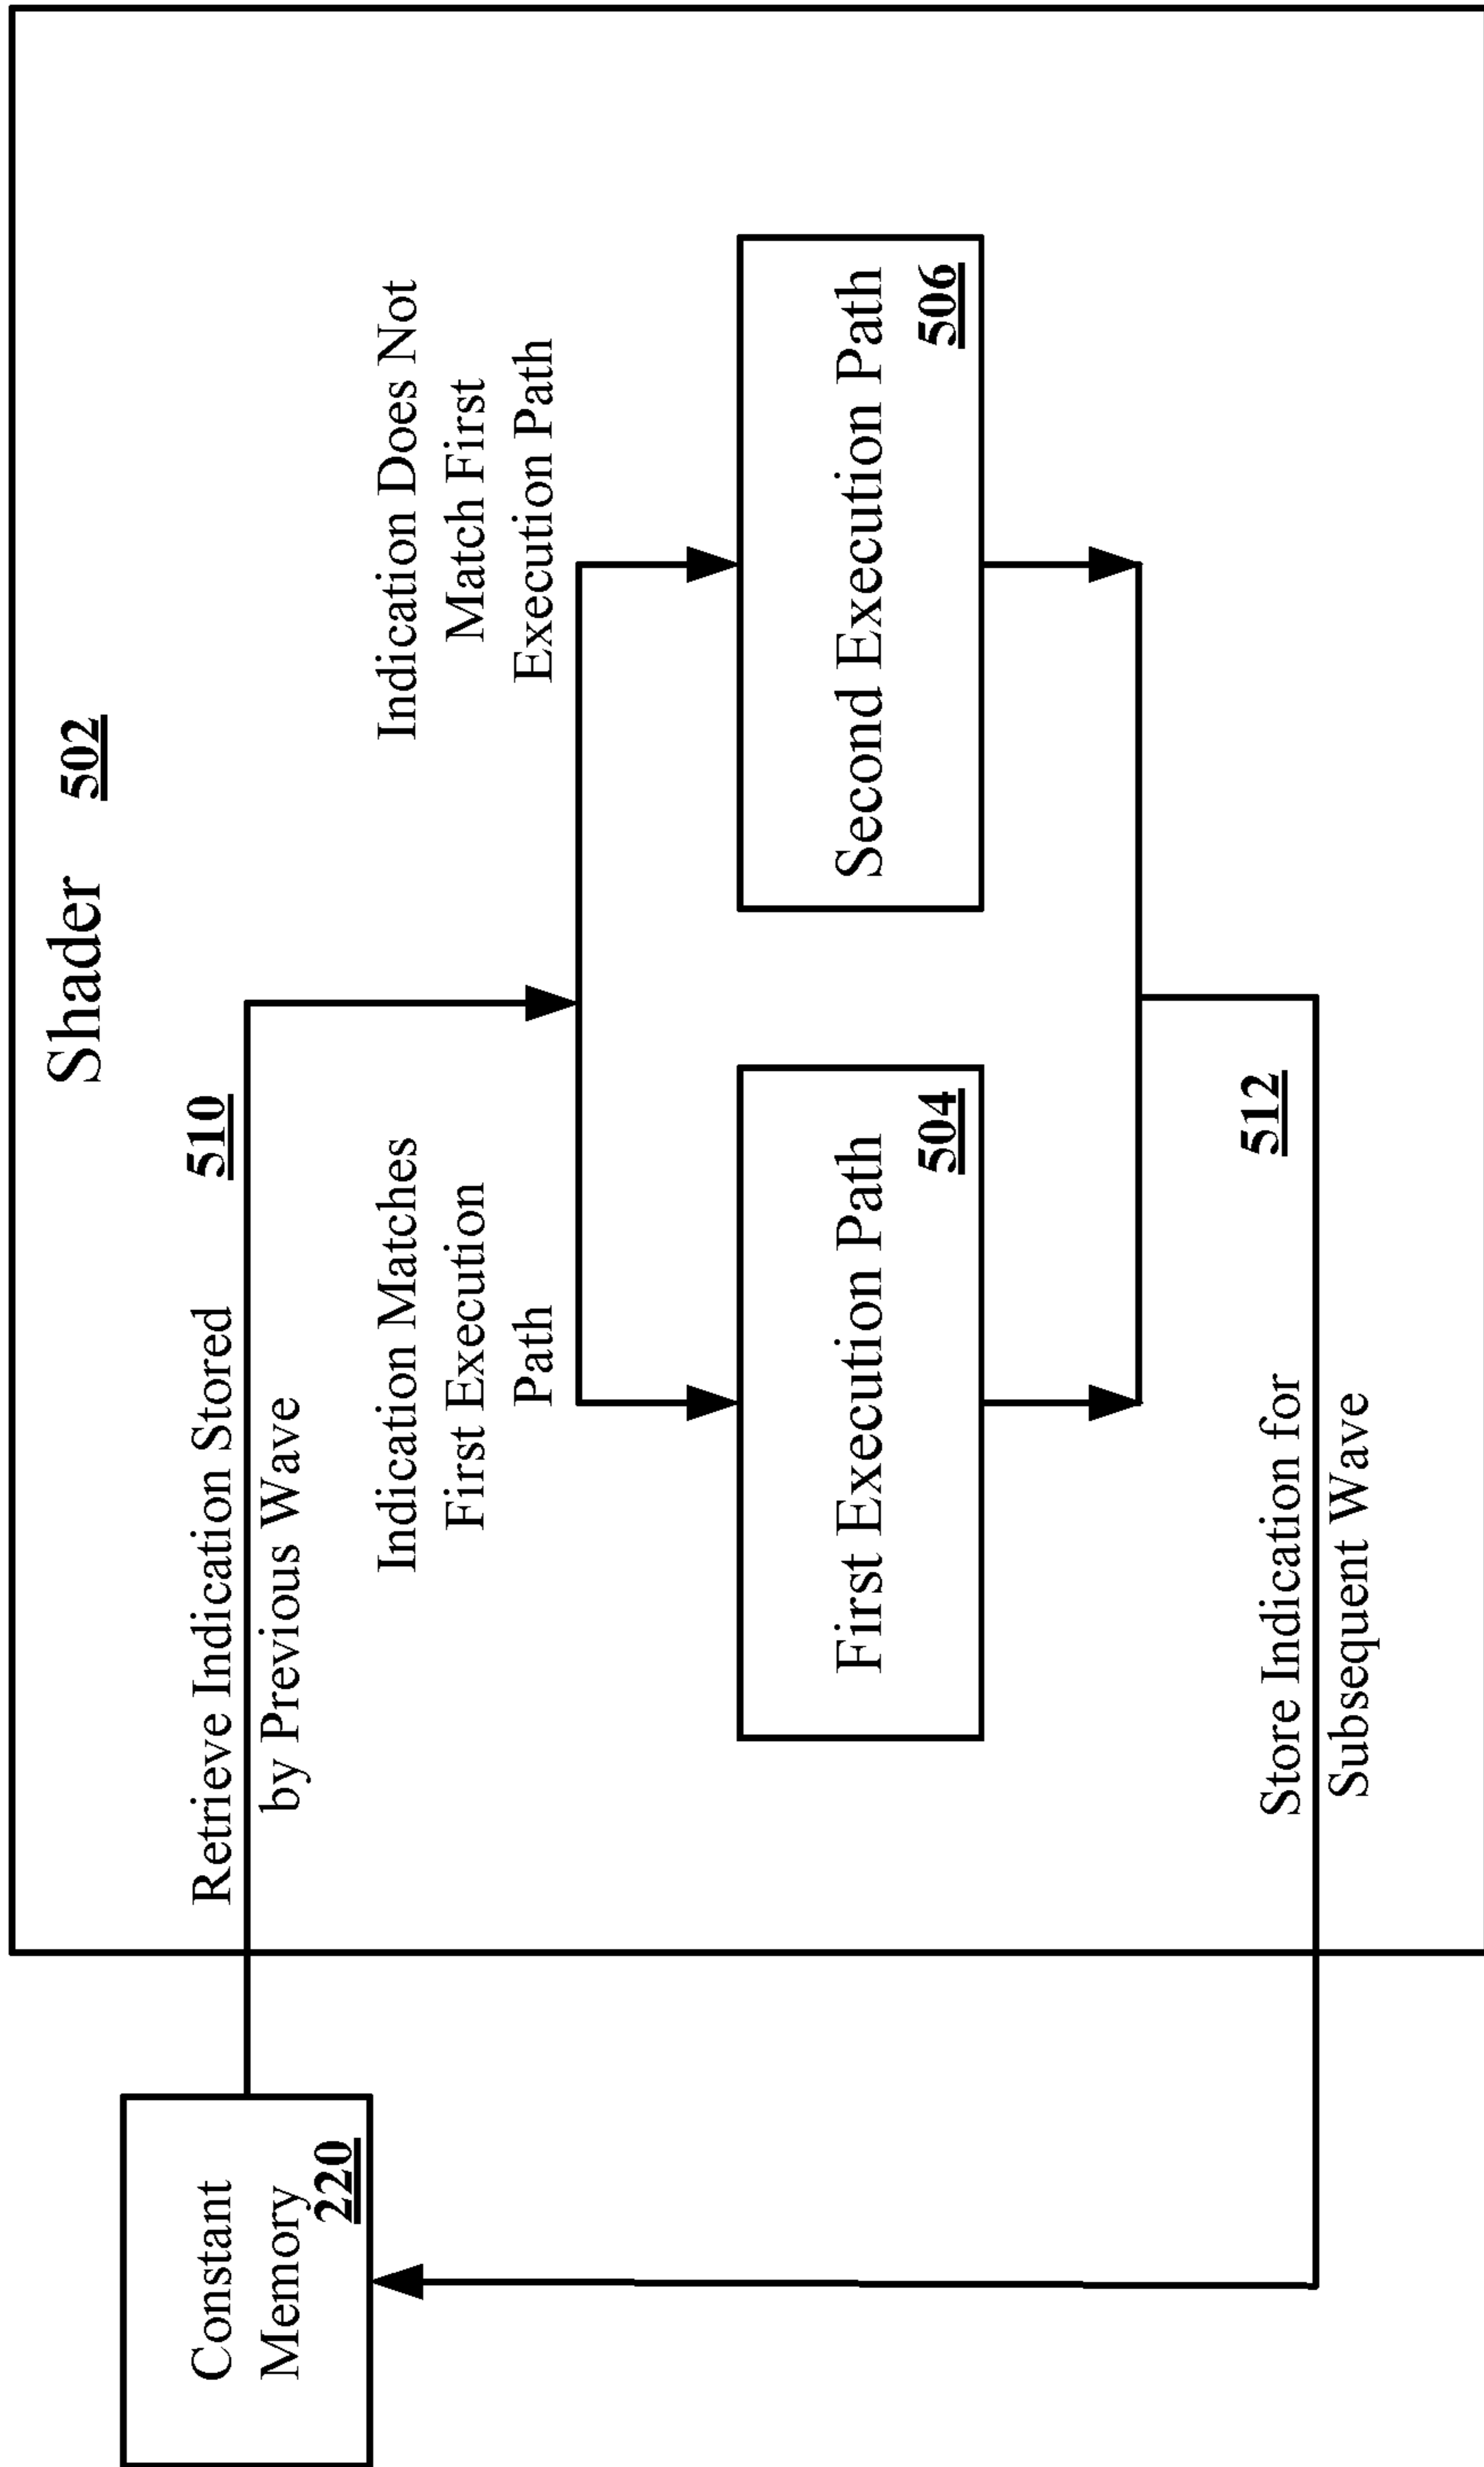 Shader 502
Constant
Memory
220
Retrieve Indication Stored
by Previous Wave
510
Indication Matches
First Execution
Path
Indication Does Not
Match First
Execution Path
First Execution Path
504
Second Execution Path
506
Store Indication for
Subsequent Wave
512